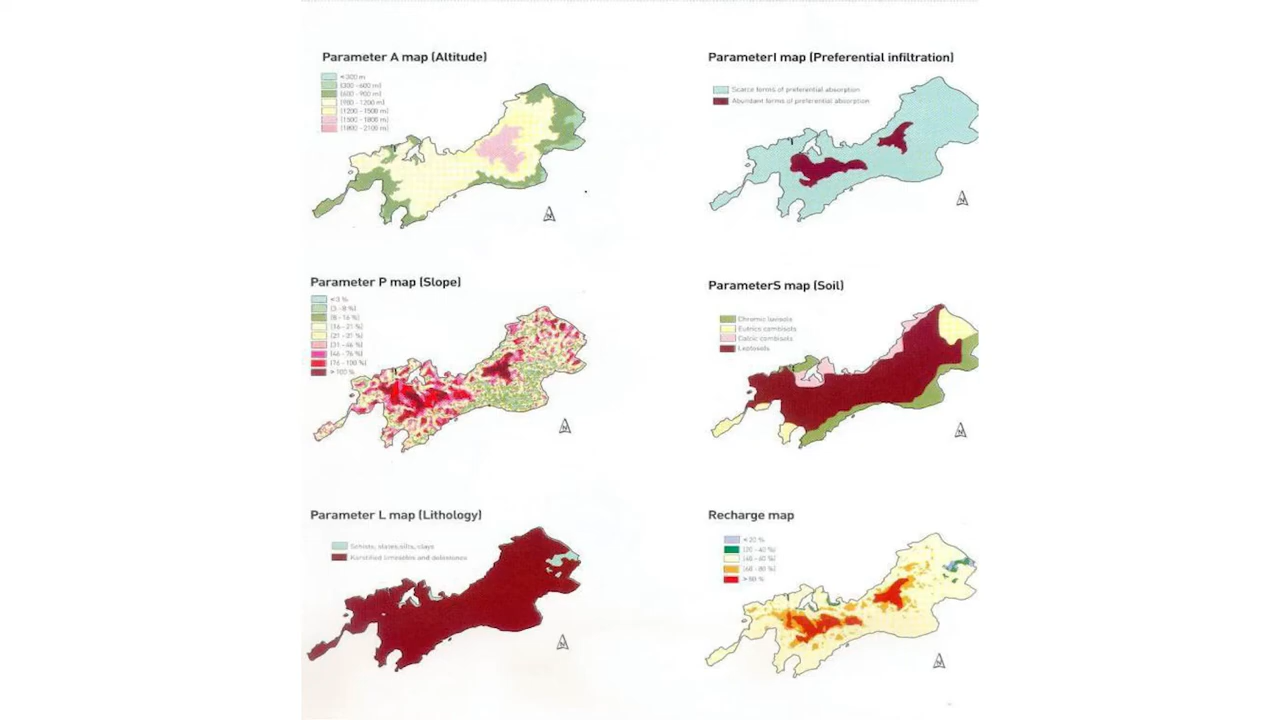 Parameter A map (Altitude)
< 300 m
(300 - 600 m)
(600 - 900 m)
(900 - 1200 m)
(1200 - 1500 m)
(1500 - 1800 m)
(1800 - 2100 m)
N
ParameterI map (Preferential infiltration)
Scarce forms of preferential absorption
Abundant forms of preferential absorption
N
Parameter P map (Slope)
< 3 %
(3 - 8 %)
(8 - 16 %)
(16 - 21 %)
(21 - 31 %)
(31 - 46 %)
(46 - 76 %)
(76 - 100 %)
> 100 %
N
ParameterS map (Soil)
Chromic luvisols
Eutrics cambisols
Calcic cambisols
Leptosols
N
Parameter L map (Lithology)
Schists, slates, silts, clays
Karstified limestones and dolostones
N
Recharge map
< 20 %
(20 - 40 %)
(40 - 60 %)
(60 - 80 %)
> 80 %
N